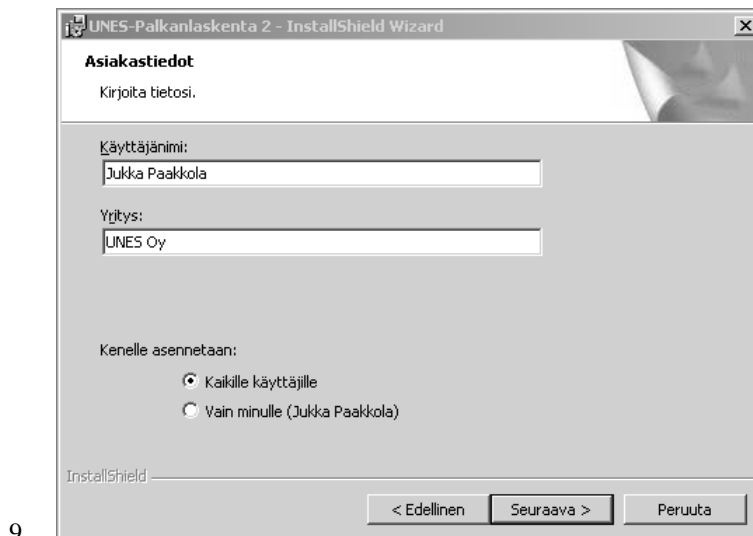 UNES-Palkanlaskenta 2 - InstallShield Wizard
Asiakastiedot
Kirjoita tietosi.
Käyttäjänimi:
Jukka Paakkola
Yritys:
UNES Oy
Kenelle asennetaan:
Kaikille käyttäjille
Vain minulle (Jukka Paakkola)
InstallShield
< Edellinen Seuraava > Peruuta
9